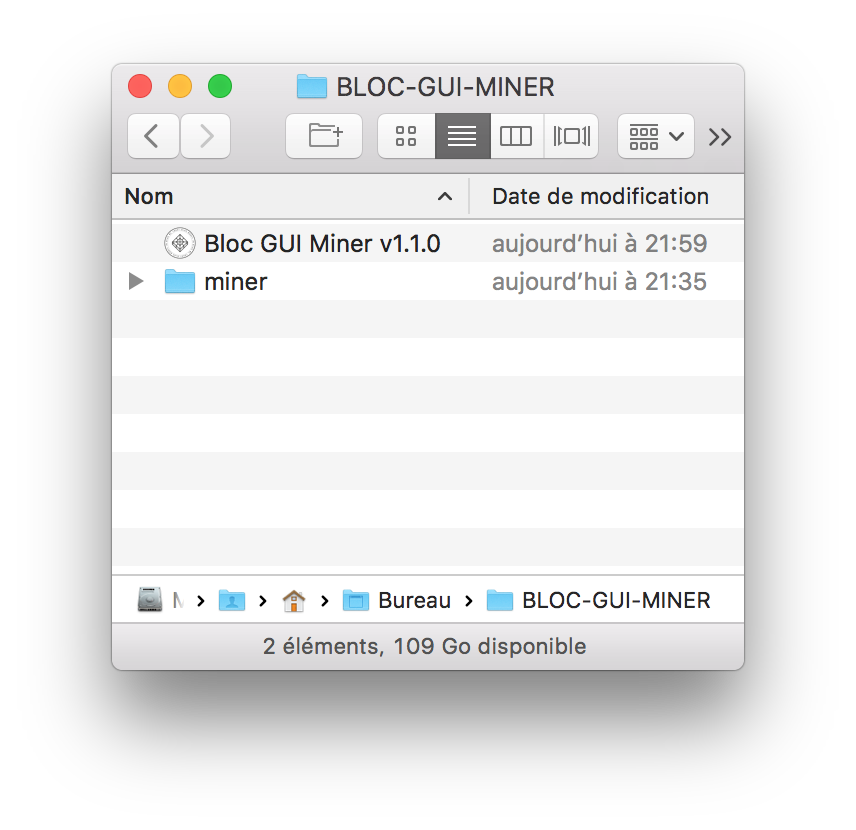 BLOC-GUI-MINER
Nom Date de modification
Bloc GUI Miner v1.1.0 aujourd’hui à 21:59
miner aujourd’hui à 21:35
Bureau BLOC-GUI-MINER
2 éléments, 109 Go disponible